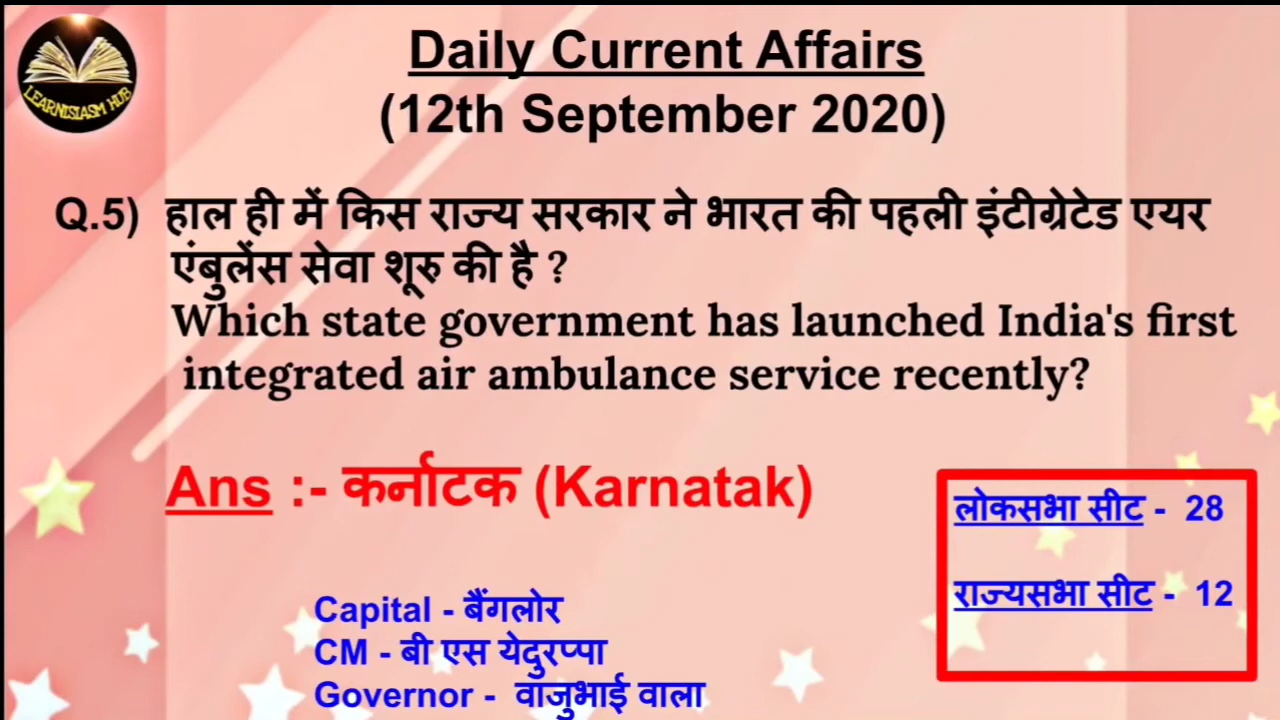 LEARNISIASM HUB
Daily Current Affairs
(12th September 2020)
Q.5) हाल ही में किस राज्य सरकार ने भारत की पहली इंटीग्रेटेड एयर
एंबुलेंस सेवा शूरु की है ?
Which state government has launched India's first
integrated air ambulance service recently?
Ans :- कर्नाटक (Karnatak)
लोकसभा सीट - 28
राज्यसभा सीट - 12
Capital - बैंगलोर
CM - बी एस येदुरप्पा
Governor - वाजुभाई वाला